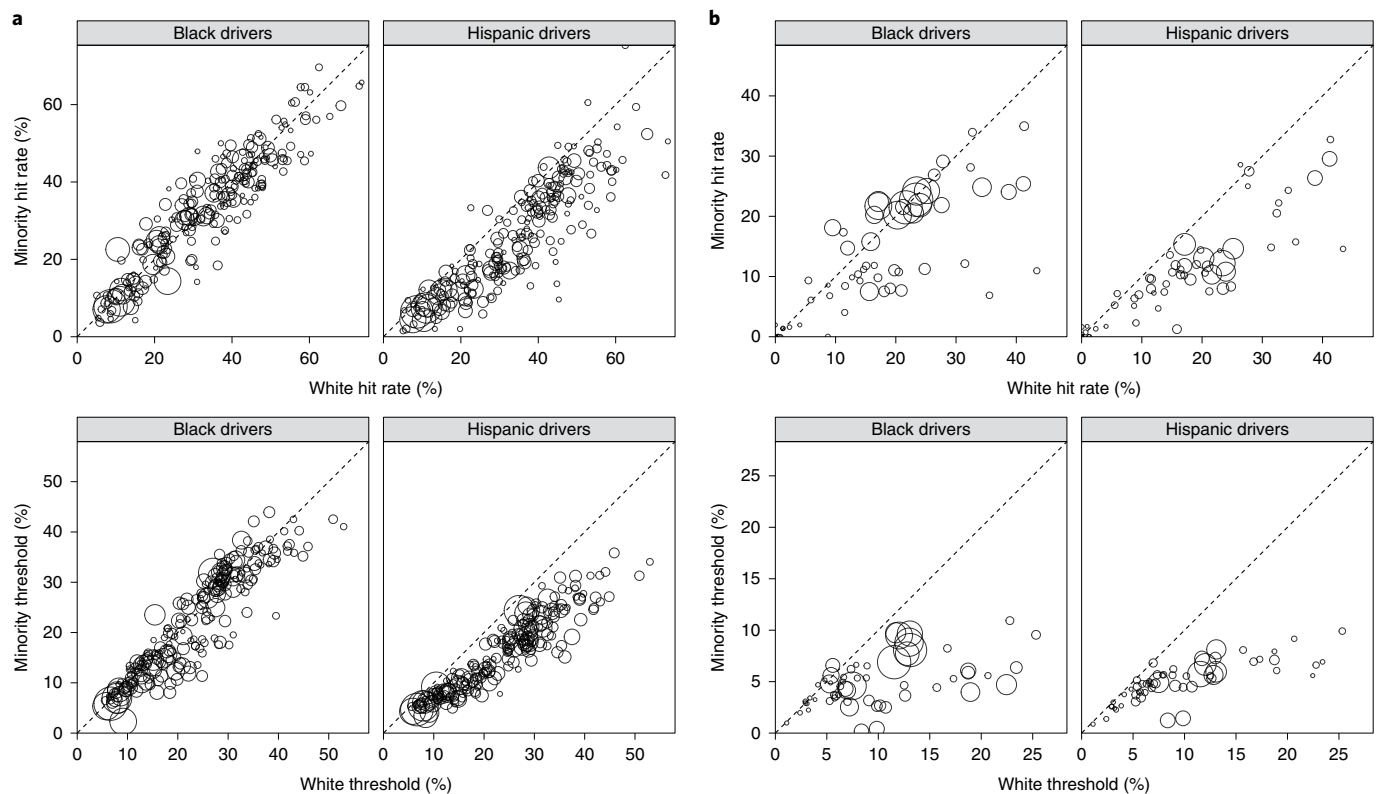 a
b
Black drivers
Hispanic drivers
Minority hit rate (%)
60
40
20
0
0 20 40 60
0 20 40 60
White hit rate (%)
Black drivers
Hispanic drivers
Minority hit rate
40
30
20
10
0
0 10 20 30 40
0 10 20 30 40
White hit rate (%)
Black drivers
Hispanic drivers
Minority threshold (%)
50
40
30
20
10
0
0 10 20 30 40 50
0 10 20 30 40 50
White threshold (%)
Black drivers
Hispanic drivers
Minority threshold (%)
25
20
15
10
5
0
0 5 10 15 20 25
0 5 10 15 20 25
White threshold (%)